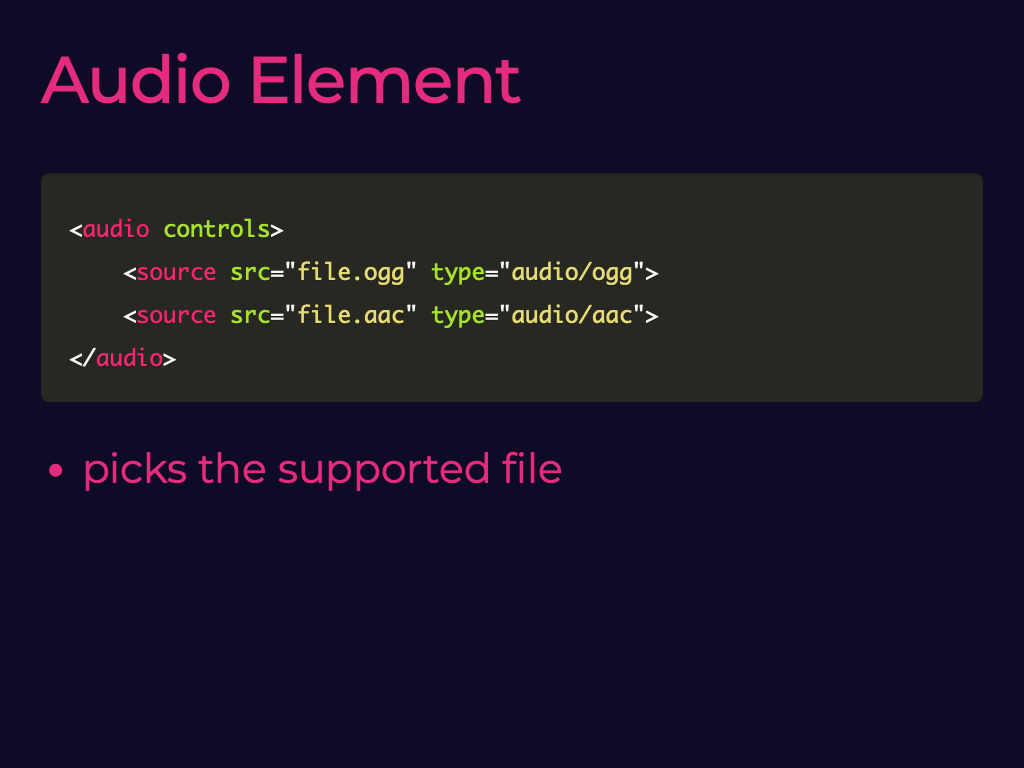 Audio Element
<audio controls>
    <source src="file.ogg" type="audio/ogg">
    <source src="file.aac" type="audio/aac">
</audio>
• picks the supported file